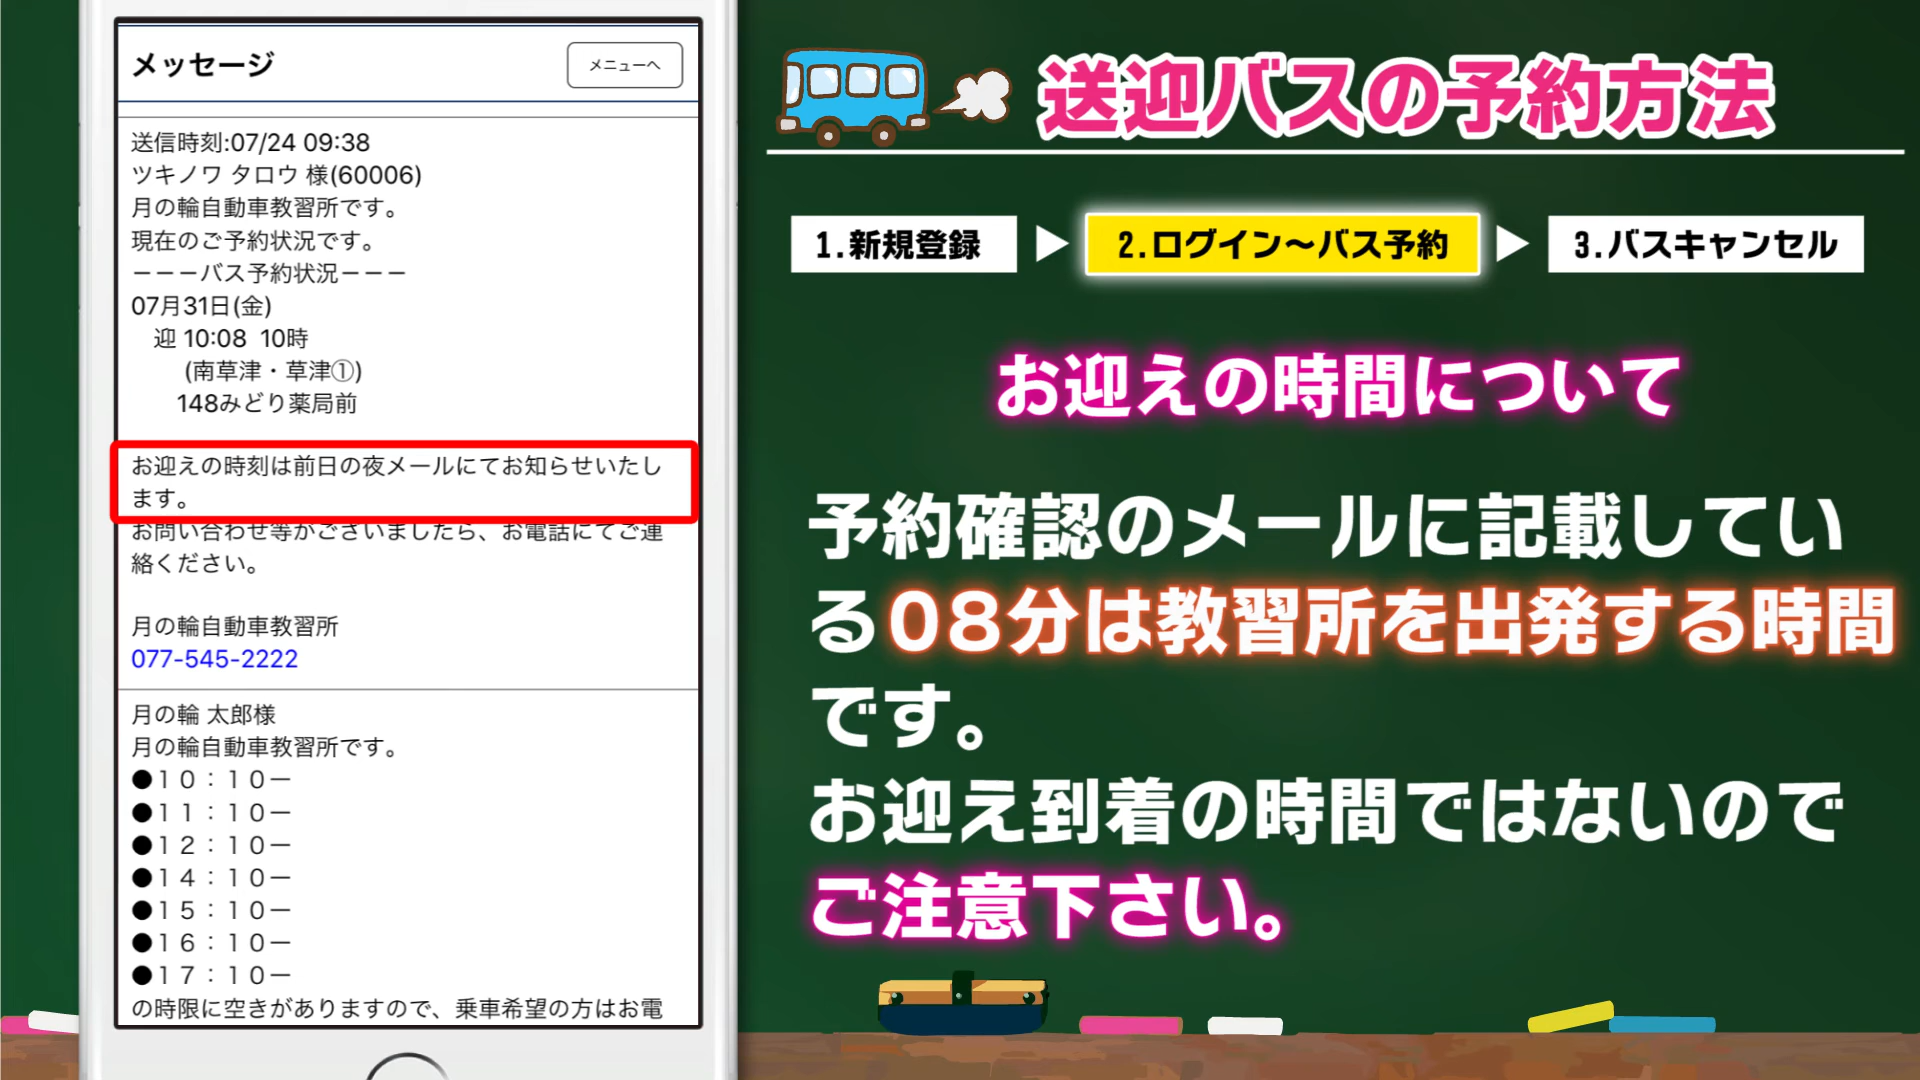 メッセージ
メニューへ
送信時刻:07/24 09:38
ツキノワ タロウ 様(60006)
月の輪自動車教習所です。
現在のご予約状況です。
ーーーバス予約状況ーーー
07月31日(金)
迎 10:08 10時
(南草津・草津①)
148みどり薬局前
お迎えの時刻は前日の夜メールにてお知らせいたし
ます。
お問い合わせ等がございましたら、お電話にてご連
絡ください。
月の輪自動車教習所
077-545-2222
月の輪 太郎様
月の輪自動車教習所です。
●10：10ー
●11：10ー
●12：10ー
●14：10ー
●15：10ー
●16：10ー
●17：10ー
の時限に空きがありますので、乗車希望の方はお電
送迎バスの予約方法
1.新規登録
2.ログイン〜バス予約
3.バスキャンセル
お迎えの時間について
予約確認のメールに記載してい
る08分は教習所を出発する時間
です。
お迎え到着の時間ではないので
ご注意下さい。